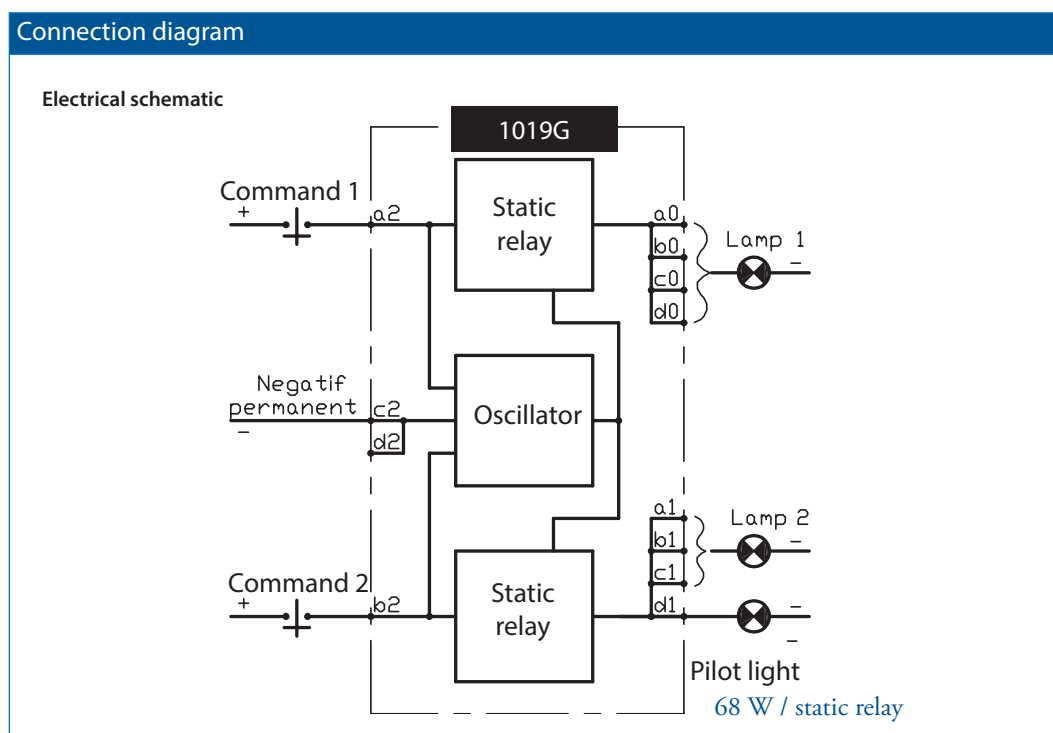 Connection diagram
Electrical schematic
1019G
Command 1
+
a2
Static
relay
a0
b0
c0
d0
Lamp 1
–
Negatif
permanent
–
c2
d2
Oscillator
a1
b1
c1
d1
Lamp 2
–
Command 2
+
b2
Static
relay
–
–
Pilot light
68 W / static relay